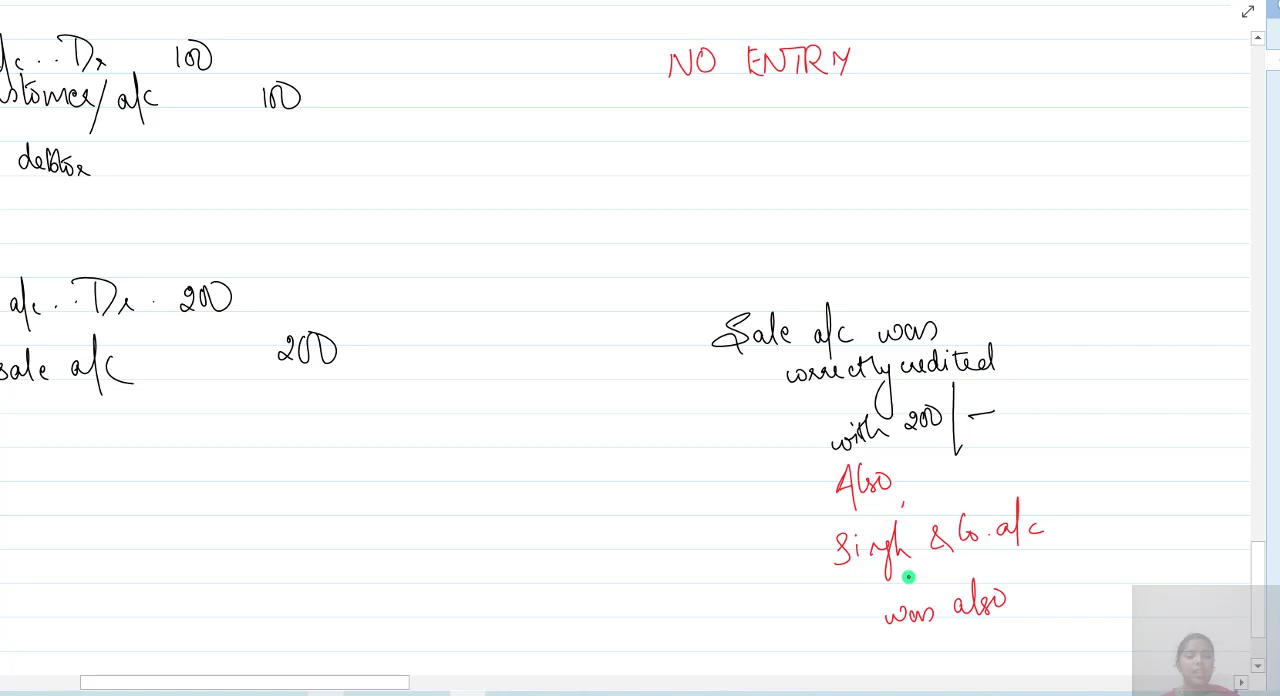 a/c .. Dr 100
NO ENTRY
ustomer/ a/c 100
debtor
a/c .. Dr . 200
sale a/c 200
Sale a/c was
correctly credited
with 200/-
Also,
Singh & Co. a/c
was also